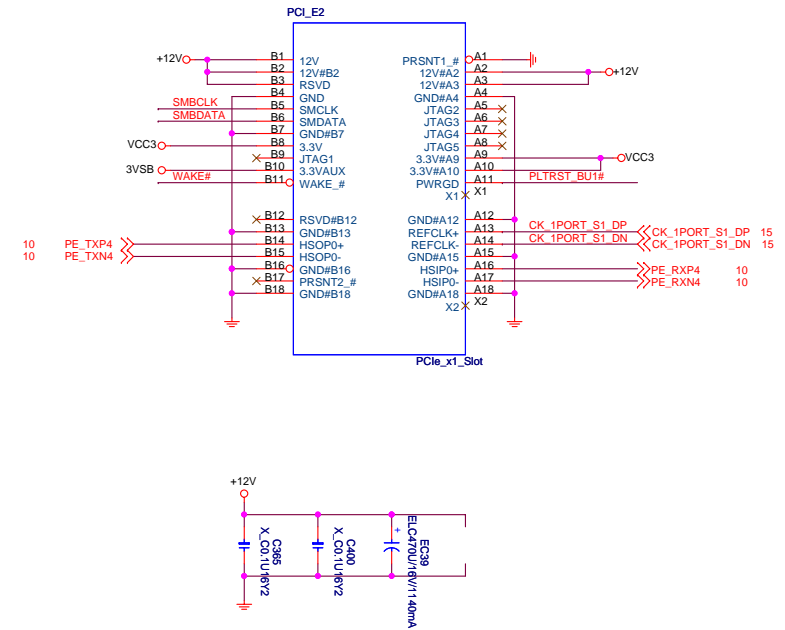 PCI_E2
+12V B1 12V PRSNT1_# A1
B2 12V#B2 12V#A2 A2 +12V
B3 RSVD 12V#A3 A3
B4 GND GND#A4 A4
SMBCLK B5 SMCLK JTAG2 A5
SMBDATA B6 SMDATA JTAG3 A6
B7 GND#B7 JTAG4 A7
VCC3 B8 3.3V JTAG5 A8
B9 JTAG1 3.3V#A9 A9 VCC3
3VSB B10 3.3VAUX 3.3V#A10 A10
WAKE# B11 WAKE_# PWRGD A11 PLTRST_BU1#
X1 X1
B12 RSVD#B12 GND#A12 A12
B13 GND#B13 REFCLK+ A13 CK_1PORT_S1_DP CK_1PORT_S1_DP 15
10 PE_TXP4 B14 HSOP0+ REFCLK- A14 CK_1PORT_S1_DN CK_1PORT_S1_DN 15
10 PE_TXN4 B15 HSOP0- GND#A15 A15
B16 GND#B16 HSIP0+ A16 PE_RXP4 10
B17 PRSNT2_# HSIP0- A17 PE_RXN4 10
B18 GND#B18 GND#A18 A18
X2 X2
PCIe_x1_Slot
+12V
C365
X_C0.1U16Y2
C400
X_C0.1U16Y2
+
EC39
ELC470U/16V/1140mA